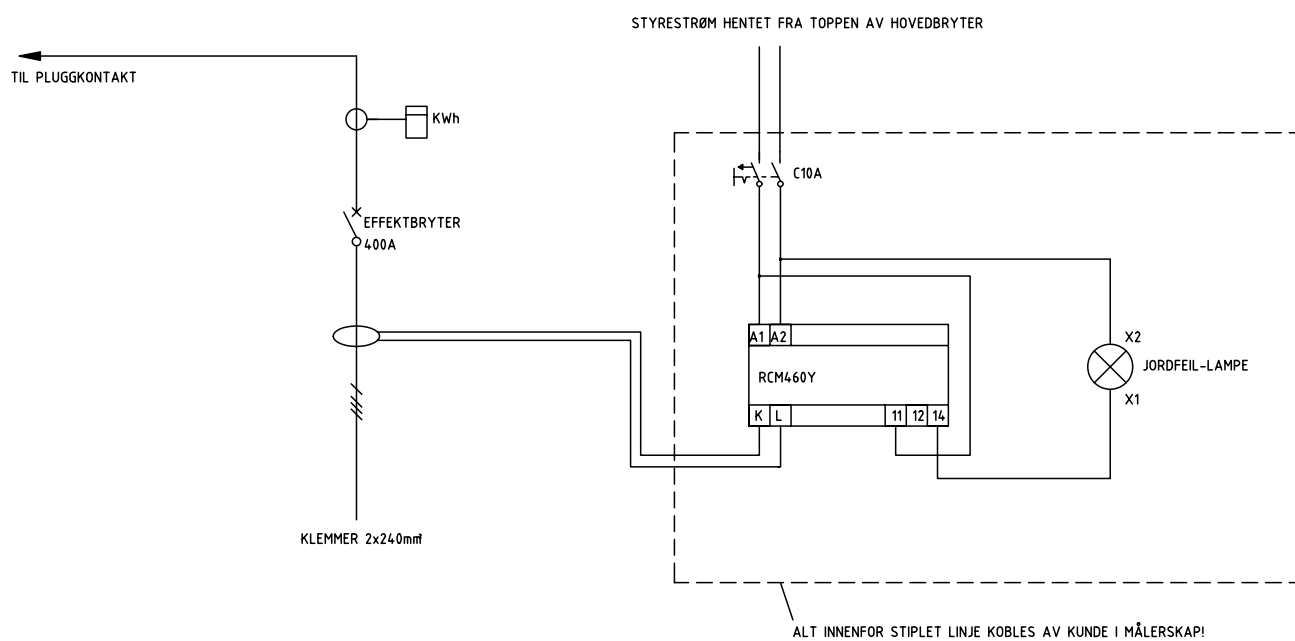 STYRESTRØM HENTET FRA TOPPEN AV HOVEDBRYTER
TIL PLUGGKONTAKT
KWh
C10A
EFFEKTBRYTER
400A
A1 A2
X2
RCM460Y
JORDFEIL-LAMPE
X1
K L 11 12 14
KLEMMER 2x240mm²
ALT INNENFOR STIPLET LINJE KOBLES AV KUNDE I MÅLERSKAP!